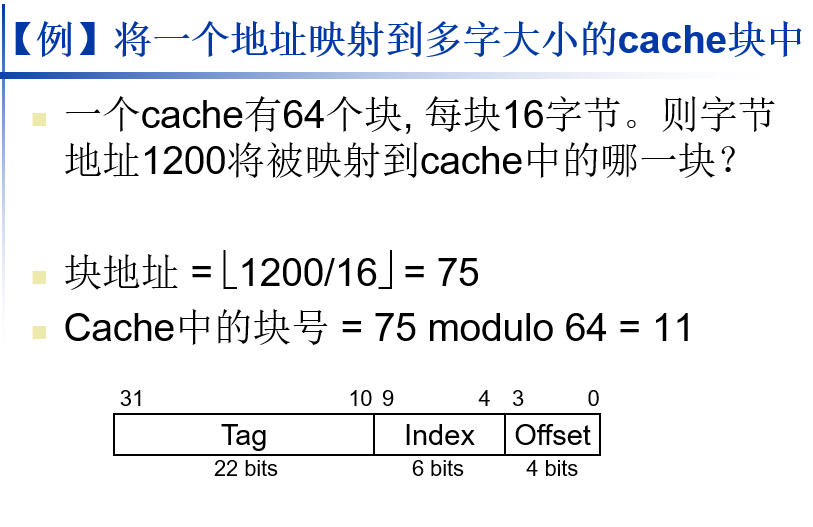 【例】将一个地址映射到多字大小的cache块中
一个cache有64个块, 每块16字节。则字节
地址1200将被映射到cache中的哪一块?
块地址 = ⌊1200/16⌋ = 75
Cache中的块号 = 75 modulo 64 = 11
31 10 9 4 3 0
Tag Index Offset
22 bits 6 bits 4 bits